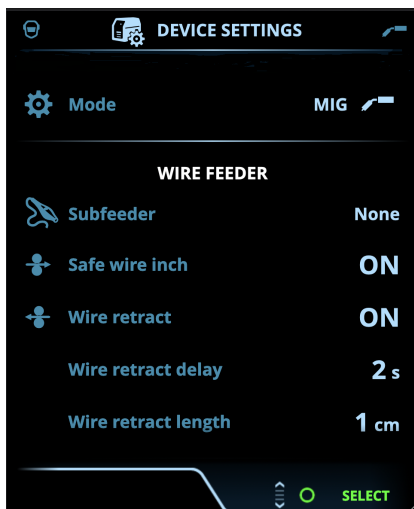 DEVICE SETTINGS
Mode MIG
WIRE FEEDER
Subfeeder None
Safe wire inch ON
Wire retract ON
Wire retract delay 2 s
Wire retract length 1 cm
SELECT